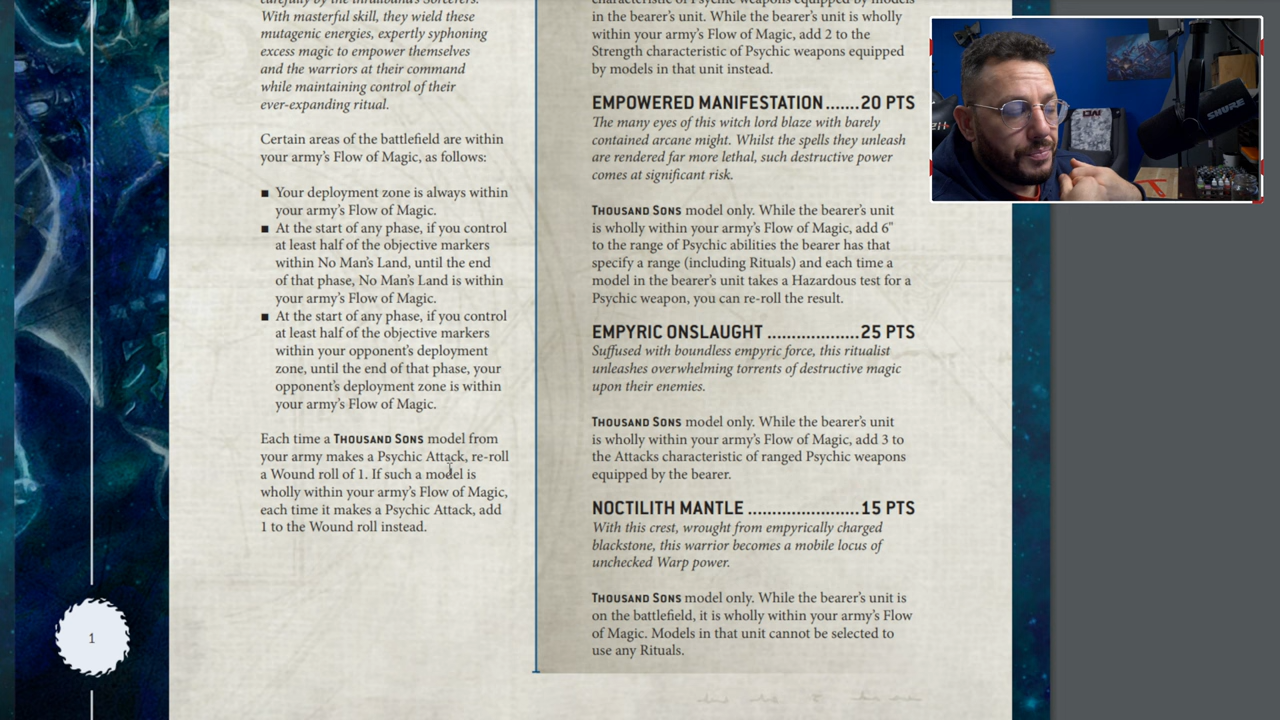 carefully by the thrallband's Sorcerers.
With masterful skill, they wield these
mutagenic energies, expertly syphoning
excess magic to empower themselves
and the warriors at their command
while maintaining control of their
ever-expanding ritual.
Certain areas of the battlefield are within
your army's Flow of Magic, as follows:
■ Your deployment zone is always within
your army's Flow of Magic.
■ At the start of any phase, if you control
at least half of the objective markers
within No Man's Land, until the end
of that phase, No Man's Land is within
your army's Flow of Magic.
■ At the start of any phase, if you control
at least half of the objective markers
within your opponent's deployment
zone, until the end of that phase, your
opponent's deployment zone is within
your army's Flow of Magic.
Each time a THOUSAND SONS model from
your army makes a Psychic Attack, re-roll
a Wound roll of 1. If such a model is
wholly within your army's Flow of Magic,
each time it makes a Psychic Attack, add
1 to the Wound roll instead.
1
characteristic of Psychic weapons equipped by models
in the bearer's unit. While the bearer's unit is wholly
within your army's Flow of Magic, add 2 to the
Strength characteristic of Psychic weapons equipped
by models in that unit instead.
EMPOWERED MANIFESTATION.......20 PTS
The many eyes of this witch lord blaze with barely
contained arcane might. Whilst the spells they unleash
are rendered far more lethal, such destructive power
comes at significant risk.
THOUSAND SONS model only. While the bearer's unit
is wholly within your army's Flow of Magic, add 6"
to the range of Psychic abilities the bearer has that
specify a range (including Rituals) and each time a
model in the bearer's unit takes a Hazardous test for a
Psychic weapon, you can re-roll the result.
EMPYRIC ONSLAUGHT ...................25 PTS
Suffused with boundless empyric force, this ritualist
unleashes overwhelming torrents of destructive magic
upon their enemies.
THOUSAND SONS model only. While the bearer's unit
is wholly within your army's Flow of Magic, add 3 to
the Attacks characteristic of ranged Psychic weapons
equipped by the bearer.
NOCTILITH MANTLE .......................15 PTS
With this crest, wrought from empyrically charged
blackstone, this warrior becomes a mobile locus of
unchecked Warp power.
THOUSAND SONS model only. While the bearer's unit is
on the battlefield, it is wholly within your army's Flow
of Magic. Models in that unit cannot be selected to
use any Rituals.
SHURE